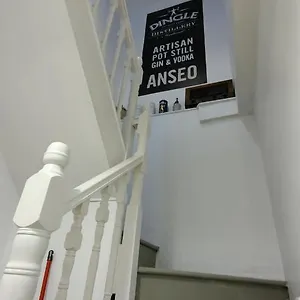 DINGLE
DISTILLERY
ARTISAN
POT STILL
GIN & VODKA
ANSEO